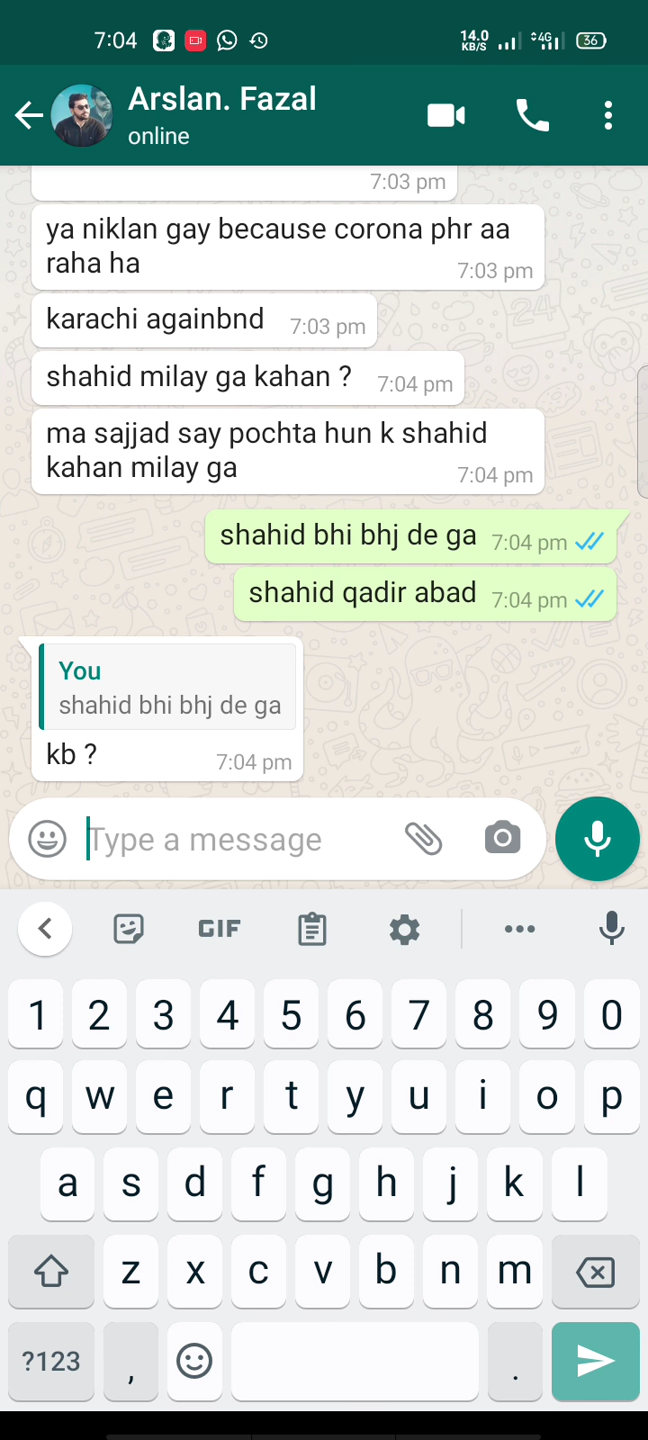 7:04 14.0 KB/S 4G 36
Arslan. Fazal
online
7:03 pm
ya niklan gay because corona phr aa
raha ha 7:03 pm
karachi againbnd 7:03 pm
shahid milay ga kahan ? 7:04 pm
ma sajjad say pochta hun k shahid
kahan milay ga 7:04 pm
shahid bhi bhj de ga 7:04 pm
shahid qadir abad 7:04 pm
You
shahid bhi bhj de ga
kb ? 7:04 pm
Type a message
GIF
1 2 3 4 5 6 7 8 9 0
q w e r t y u i o p
a s d f g h j k l
z x c v b n m
?123 , .